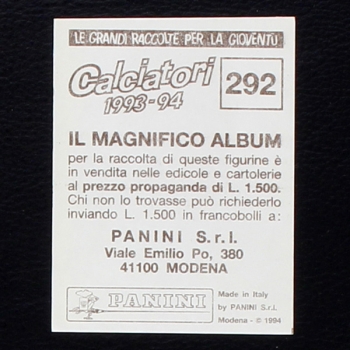 LE GRANDI RACCOLTE PER LA GIOVENTÙ
Calciatori
1993-94
292
IL MAGNIFICO ALBUM
per la raccolta di queste figurine è
in vendita nelle edicole e cartolerie
al prezzo propaganda di L. 1.500.
Chi non lo trovasse può richiederlo
inviando L. 1.500 in francobolli a:
PANINI S.r.l.
Viale Emilio Po, 380
41100 MODENA
PANINI
Made in Italy
by PANINI S.r.l.
Modena - © 1994